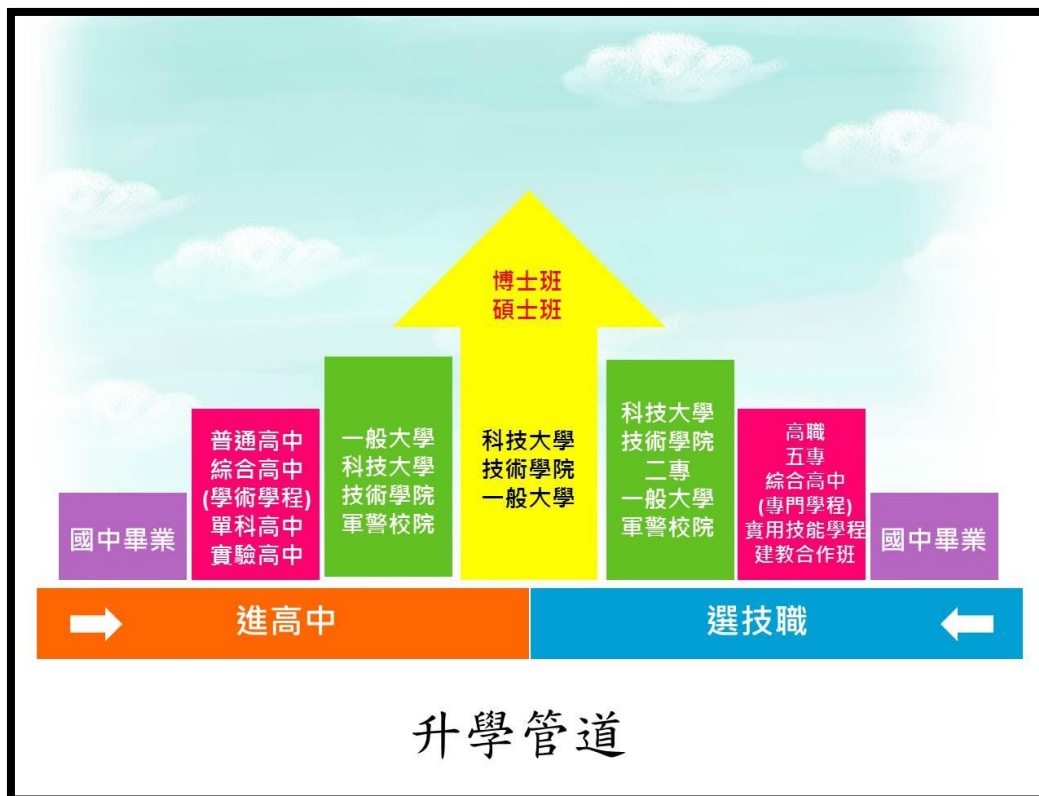 博士班
碩士班
國中畢業
普通高中
綜合高中
(學術學程)
單科高中
實驗高中
一般大學
科技大學
技術學院
軍警校院
科技大學
技術學院
一般大學
科技大學
技術學院
二專
一般大學
軍警校院
高職
五專
綜合高中
(專門學程)
實用技能學程
建教合作班
國中畢業
進高中
選技職
升學管道